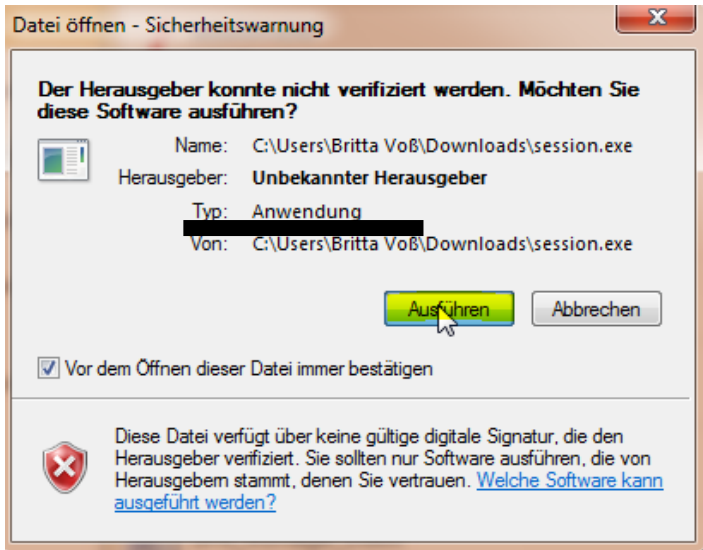 Datei öffnen - Sicherheitswarnung
Der Herausgeber konnte nicht verifiziert werden. Möchten Sie
diese Software ausführen?
Name: C:\Users\Britta Voß\Downloads\session.exe
Herausgeber: Unbekannter Herausgeber
Typ: Anwendung
Von: C:\Users\Britta Voß\Downloads\session.exe
Ausführen Abbrechen
Vor dem Öffnen dieser Datei immer bestätigen
Diese Datei verfügt über keine gültige digitale Signatur, die den
Herausgeber verifiziert. Sie sollten nur Software ausführen, die von
Herausgebern stammt, denen Sie vertrauen. Welche Software kann
ausgeführt werden?